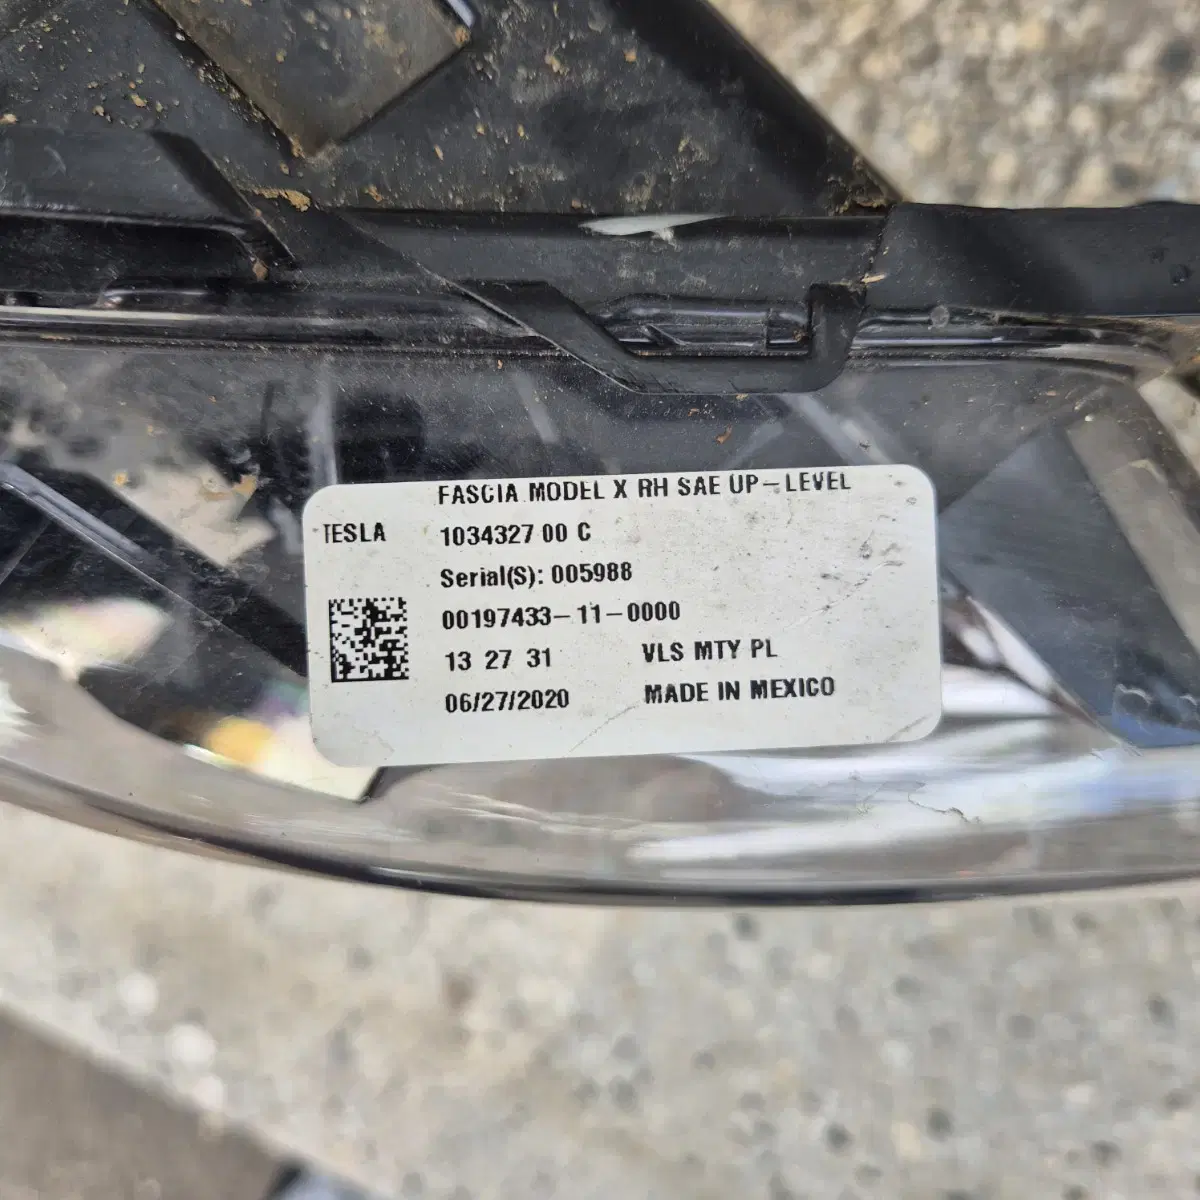 FASCIA MODEL X RH SAE UP-LEVEL
TESLA
1034327 00 C
Serial(S): 005988
00197433-11-0000
13 27 31 VLS MTY PL
06/27/2020 MADE IN MEXICO